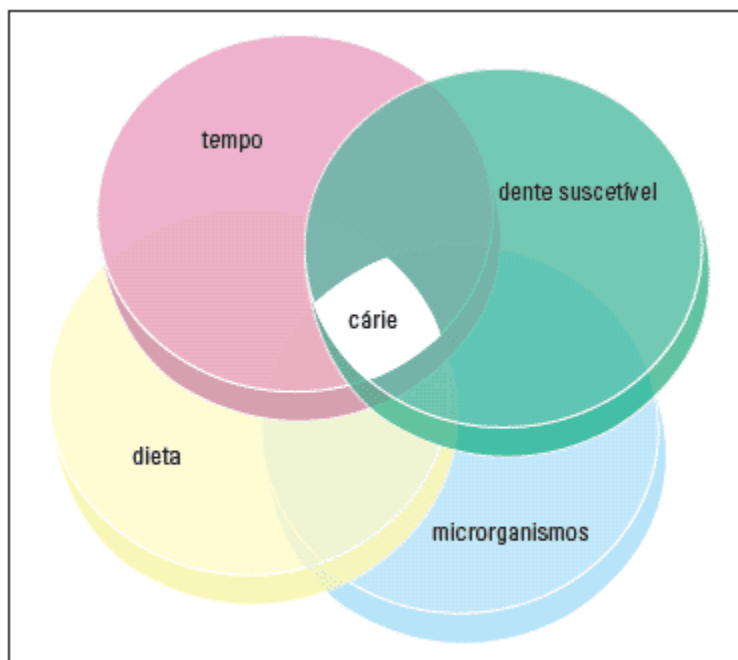 tempo
dente suscetível
cárie
dieta
microrganismos